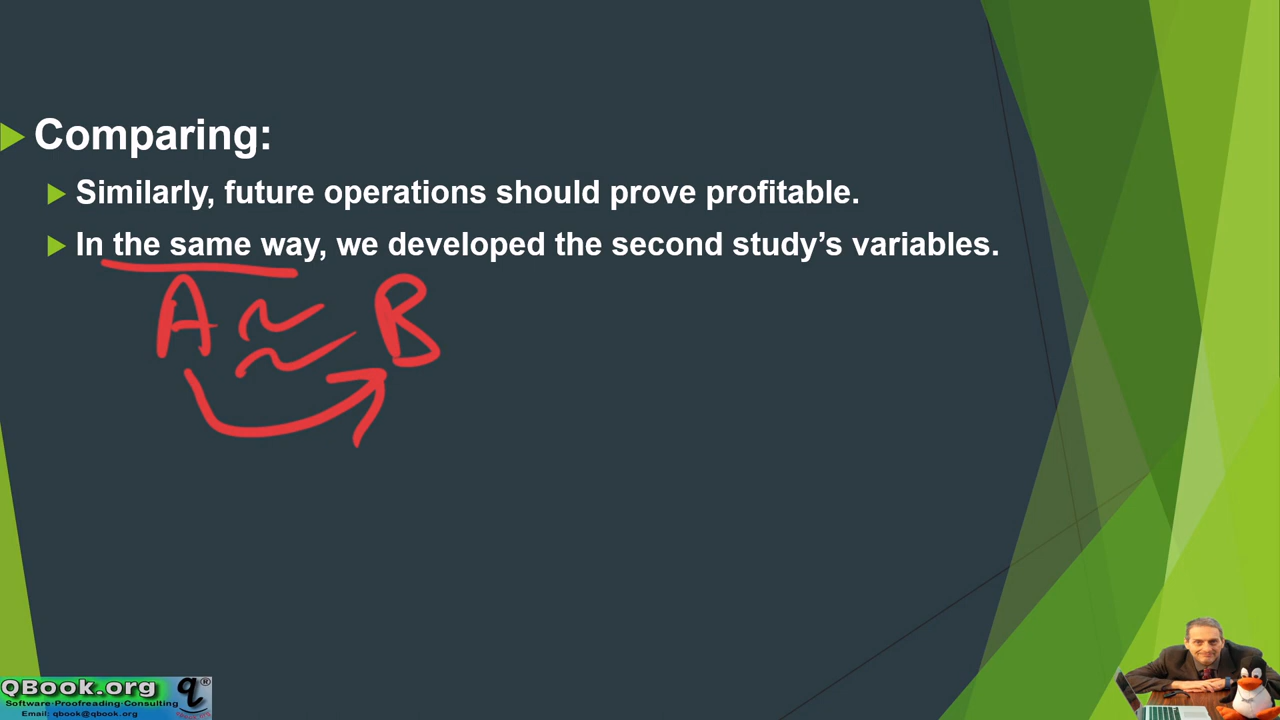 Comparing:
Similarly, future operations should prove profitable.
In the same way, we developed the second study’s variables.
A ≈ B
QBook.org q®
Software·Proofreading·Consulting
Email: qbook@qbook.org